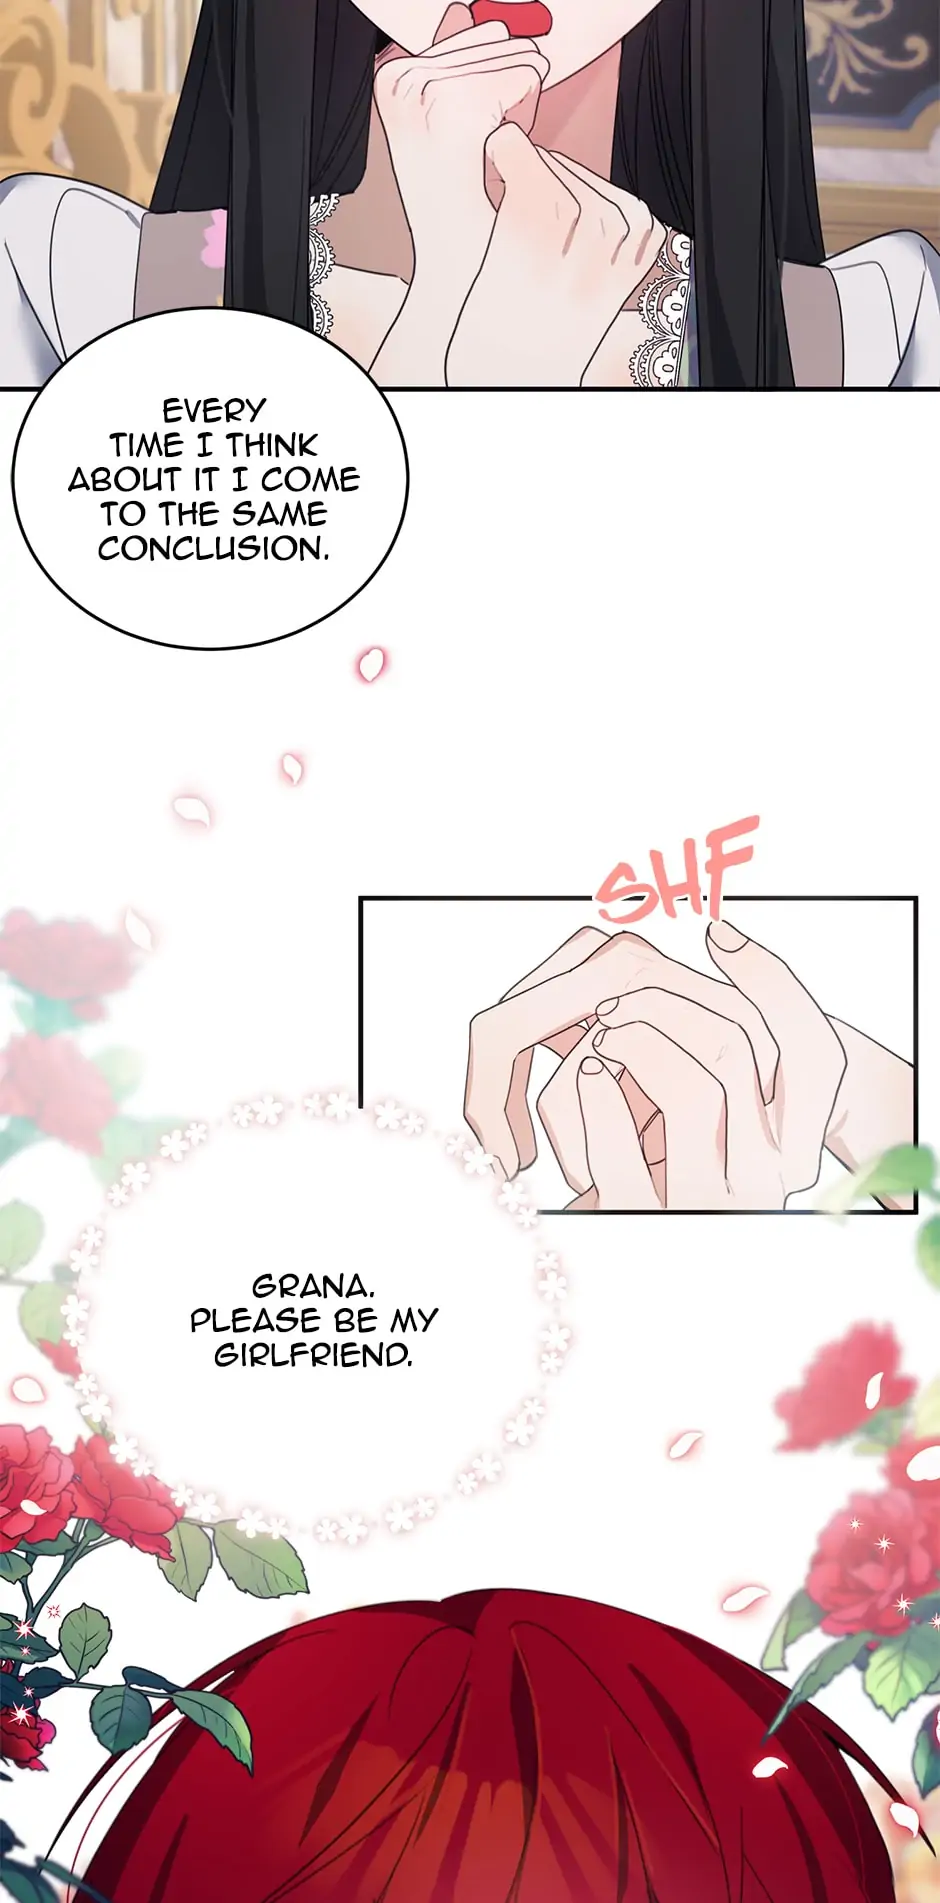 EVERY
TIME I THINK
ABOUT IT I COME
TO THE SAME
CONCLUSION.
SHF
GRANA.
PLEASE BE MY
GIRLFRIEND.